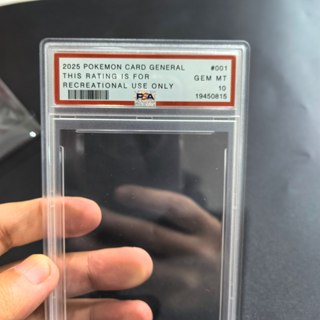 2025 POKEMON CARD GENERAL #001
THIS RATING IS FOR GEM MT
RECREATIONAL USE ONLY 10
PSA 19450815